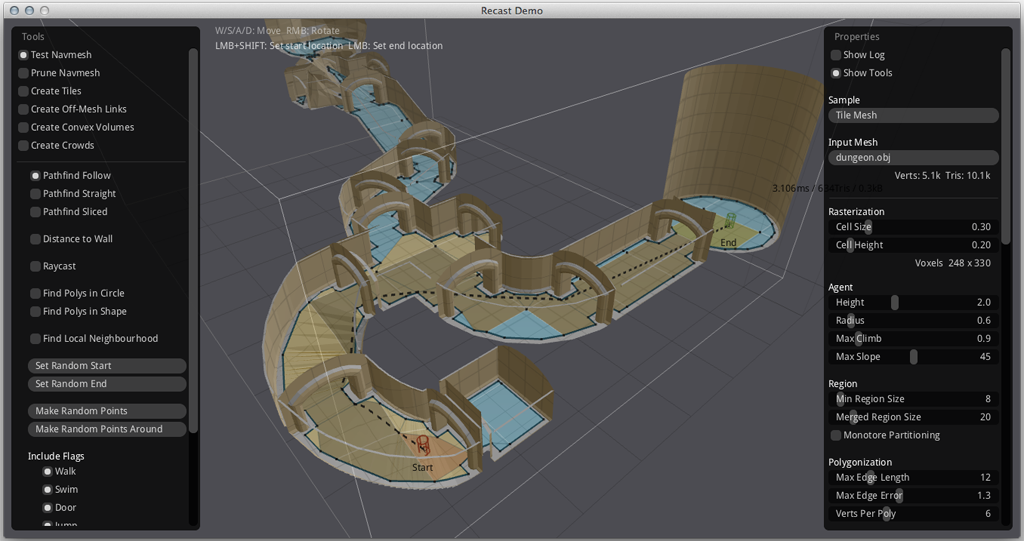 Recast Demo
Tools
Test Navmesh
Prune Navmesh
Create Tiles
Create Off-Mesh Links
Create Convex Volumes
Create Crowds
Pathfind Follow
Pathfind Straight
Pathfind Sliced
Distance to Wall
Raycast
Find Polys in Circle
Find Polys in Shape
Find Local Neighbourhood
Set Random Start
Set Random End
Make Random Points
Make Random Points Around
Include Flags
Walk
Swim
Door
Jump
W/S/A/D: Move RMB: Rotate
LMB+SHIFT: Set start location LMB: Set end location
End
Start
3.106ms /
Properties
Show Log
Show Tools
Sample
Tile Mesh
Input Mesh
dungeon.obj
Verts: 5.1k Tris: 10.1k
Rasterization
Cell Size 0.30
Cell Height 0.20
Voxels 248 x 330
Agent
Height 2.0
Radius 0.6
Max Climb 0.9
Max Slope 45
Region
Min Region Size 8
Merged Region Size 20
Monotore Partitioning
Polygonization
Max Edge Length 12
Max Edge Error 1.3
Verts Per Poly 6